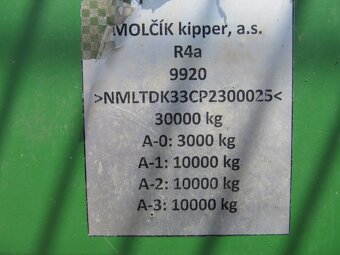 MOLČÍK kipper, a.s.
R4a
9920
>NMLTDK33CP2300025<
30000 kg
A-0: 3000 kg
A-1: 10000 kg
A-2: 10000 kg
A-3: 10000 kg